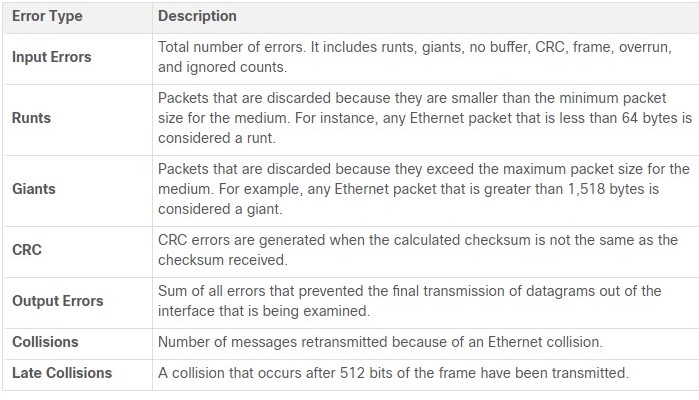 Error Type Description
Input Errors Total number of errors. It includes runts, giants, no buffer, CRC, frame, overrun,
and ignored counts.
Runts Packets that are discarded because they are smaller than the minimum packet
size for the medium. For instance, any Ethernet packet that is less than 64 bytes is
considered a runt.
Giants Packets that are discarded because they exceed the maximum packet size for the
medium. For example, any Ethernet packet that is greater than 1,518 bytes is
considered a giant.
CRC CRC errors are generated when the calculated checksum is not the same as the
checksum received.
Output Errors Sum of all errors that prevented the final transmission of datagrams out of the
interface that is being examined.
Collisions Number of messages retransmitted because of an Ethernet collision.
Late Collisions A collision that occurs after 512 bits of the frame have been transmitted.